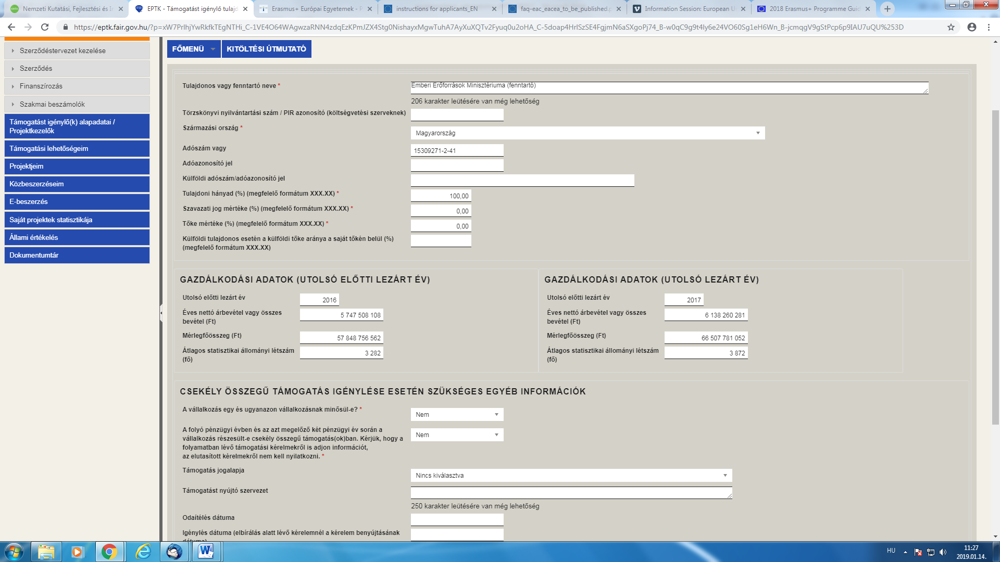 Nemzeti Kutatási, Fejlesztési és In
EPTK - Támogatást igénylő tulajd
Erasmus+ Európai Egyetemek - P
instructions for applicants_EN
faq-eac_eacea_to_be_published.p
Information Session: European U
2018 Erasmus+ Programme Guid
FŐMENÜ
KITÖLTÉSI ÚTMUTATÓ
Szerződéstervezet kezelése
Szerződés
Finanszírozás
Szakmai beszámolók
Támogatást igénylő(k) alapadatai /
Projektkezelők
Támogatási lehetőségeim
Projektjeim
Közbeszerzéseim
E-beszerzés
Saját projektek statisztikája
Állami értékelés
Dokumentumtár
Tulajdonos vagy fenntartó neve *
Emberi Erőforrások Minisztériuma (fenntartó)
206 karakter leütésére van még lehetőség
Törzskönyvi nyilvántartási szám / PIR azonosító (költségvetési szerveknek)
Származási ország *
Magyarország
Adószám vagy
15309271-2-41
Adóazonosító jel
Külföldi adószám/adóazonosító jel
Tulajdoni hányad (%) (megfelelő formátum XXX.XX) *
100,00
Szavazati jog mértéke (%) (megfelelő formátum XXX.XX) *
0,00
Tőke mértéke (%) (megfelelő formátum XXX.XX) *
0,00
Külföldi tulajdonos esetén a külföldi tőke aránya a saját tőkén belül (%)
(megfelelő formátum XXX.XX)
GAZDÁLKODÁSI ADATOK (UTOLSÓ ELŐTTI LEZÁRT ÉV)
Utolsó előtti lezárt év
2016
Éves nettó árbevétel vagy összes
bevétel (Ft)
5 747 508 108
Mérlegfőösszeg (Ft)
57 848 756 562
Átlagos statisztikai állományi létszám
(fő)
3 282
GAZDÁLKODÁSI ADATOK (UTOLSÓ LEZÁRT ÉV)
Utolsó előtti lezárt év
2017
Éves nettó árbevétel vagy összes
bevétel (Ft)
6 138 260 281
Mérlegfőösszeg (Ft)
66 507 781 052
Átlagos statisztikai állományi létszám
(fő)
3 872
CSEKÉLY ÖSSZEGŰ TÁMOGATÁS IGÉNYLÉSE ESETÉN SZÜKSÉGES EGYÉB INFORMÁCIÓK
A vállalkozás egy és ugyanazon vállalkozásnak minősül-e? *
Nem
A folyó pénzügyi évben és az azt megelőző két pénzügyi év során a
vállalkozás részesült-e csekély összegű támogatás(ok)ban. Kérjük, hogy a
folyamatban lévő támogatási kérelmekről is adjon információt,
az elutasított kérelmekről nem kell nyilatkozni. *
Nem
Támogatás jogalapja
Nincs kiválasztva
Támogatást nyújtó szervezet
250 karakter leütésére van még lehetőség
Odaítélés dátuma
Igénylés dátuma (elbírálás alatt lévő kérelemnél a kérelem benyújtásának
dátuma)
HU
11:27
2019.01.14.